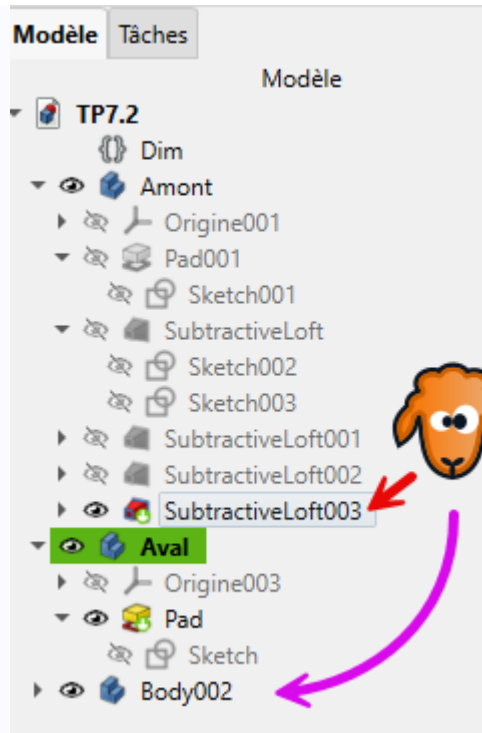 Modèle Tâches
Modèle
TP7.2
Dim
Amont
Origine001
Pad001
Sketch001
SubtractiveLoft
Sketch002
Sketch003
SubtractiveLoft001
SubtractiveLoft002
SubtractiveLoft003
Aval
Origine003
Pad
Sketch
Body002